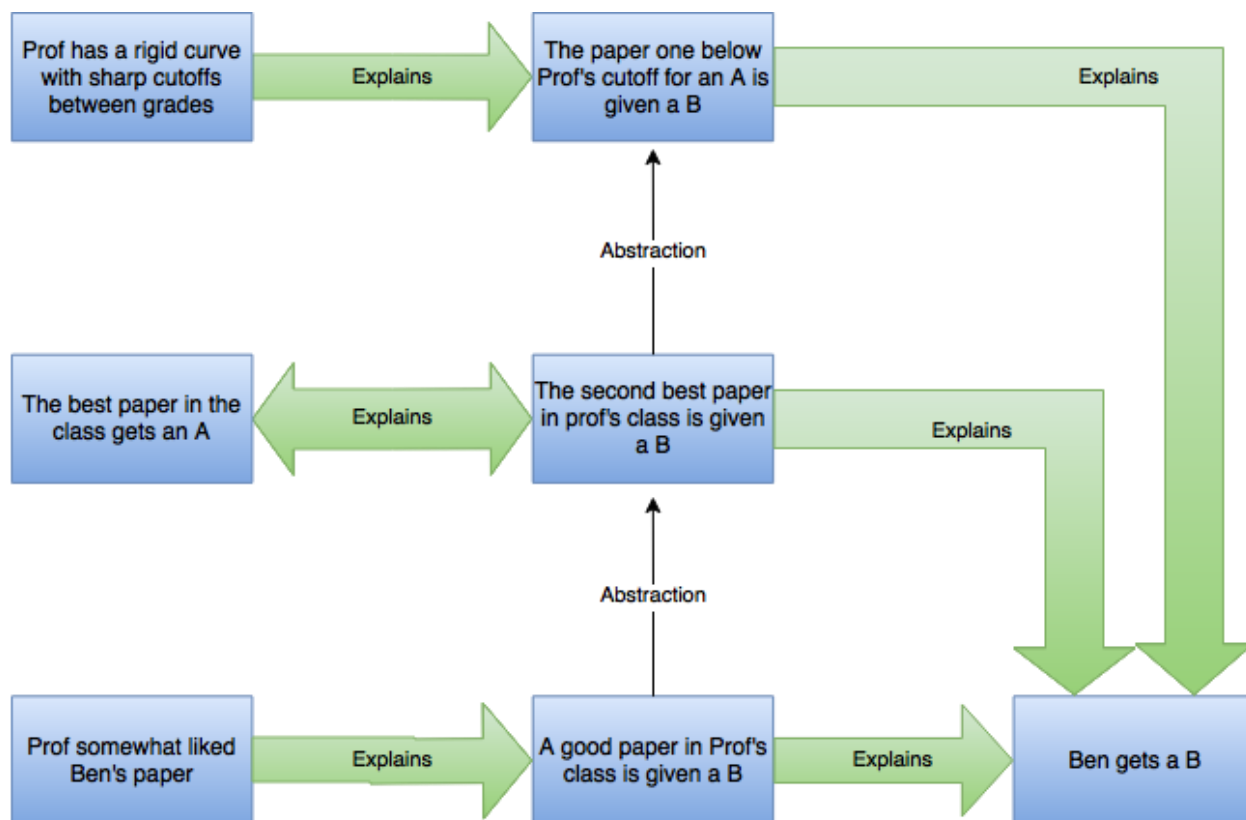 Prof has a rigid curve
with sharp cutoffs
between grades
Explains
The paper one below
Prof's cutoff for an A is
given a B
Explains
Abstraction
The best paper in the
class gets an A
Explains
The second best paper
in prof's class is given
a B
Explains
Abstraction
Prof somewhat liked
Ben's paper
Explains
A good paper in Prof's
class is given a B
Explains
Ben gets a B